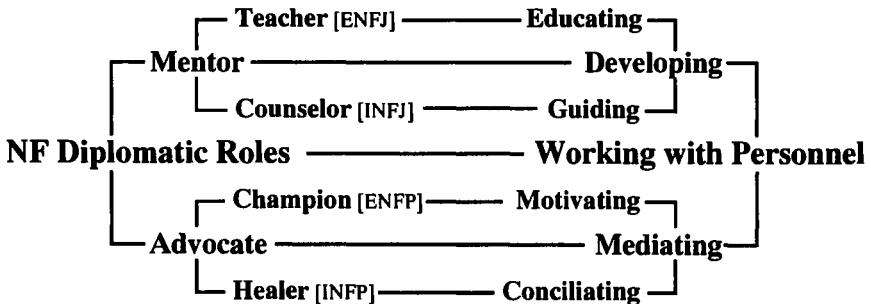 Teacher [ENFJ] Educating
Mentor Developing
Counselor [INFJ] Guiding
NF Diplomatic Roles Working with Personnel
Champion [ENFP] Motivating
Advocate Mediating
Healer [INFP] Conciliating